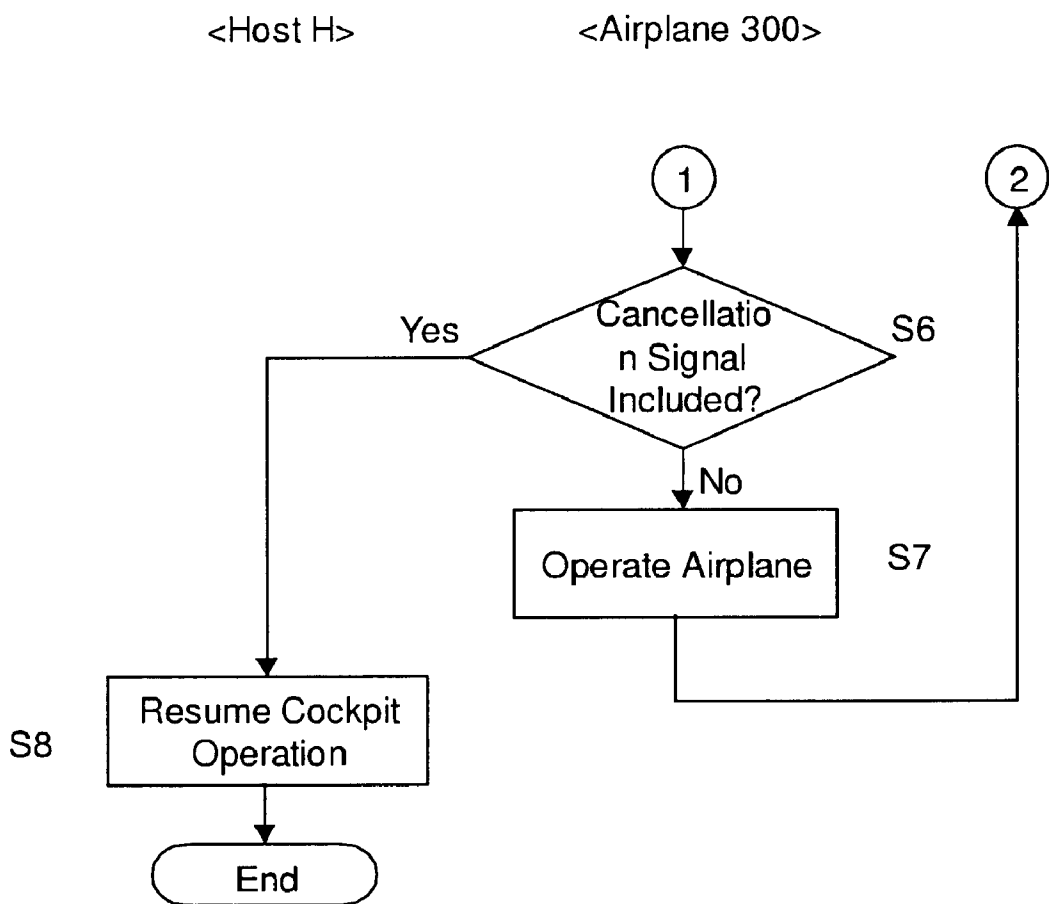 <Host H>
<Airplane 300>
1
2
Yes
Cancellatio
n Signal
Included?
S6
No
Operate Airplane
S7
Resume Cockpit
Operation
S8
End